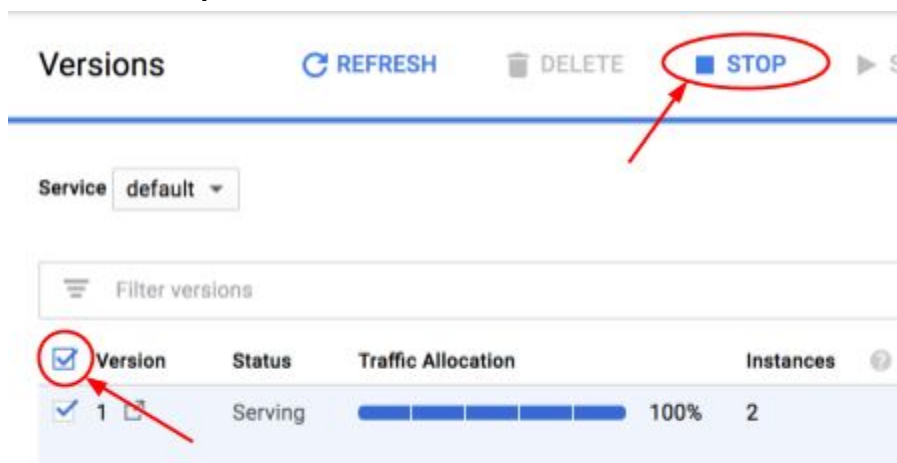 Versions REFRESH DELETE STOP S
Service default
Filter versions
Version Status Traffic Allocation Instances
1 Serving 100% 2